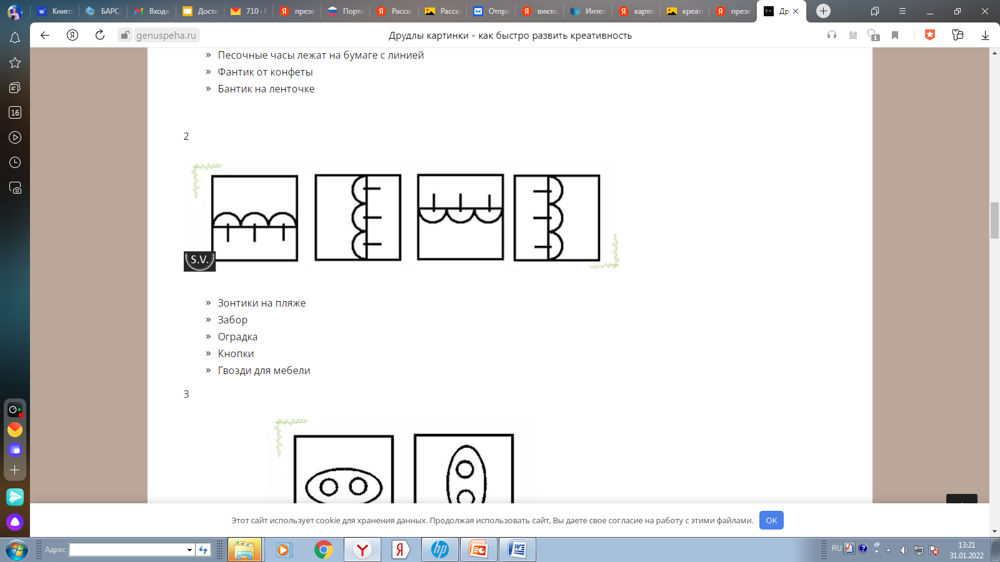 Книго
БАРС.
Входя
Дости
710 · В
презе
Порта
Расска
Расска
Отпра
виктор
Интел
карто
креат
презе
S.V.
Др
genuspeha.ru
Друдлы картинки - как быстро развить креативность
1
16
» Песочные часы лежат на бумаге с линией
» Фантик от конфеты
» Бантик на ленточке
2
S.V.
» Зонтики на пляже
» Забор
» Оградка
» Кнопки
» Гвозди для мебели
3
Этот сайт использует cookie для хранения данных. Продолжая использовать сайт, Вы даете свое согласие на работу с этими файлами. OK
Адрес
RU
13:21
31.01.2022